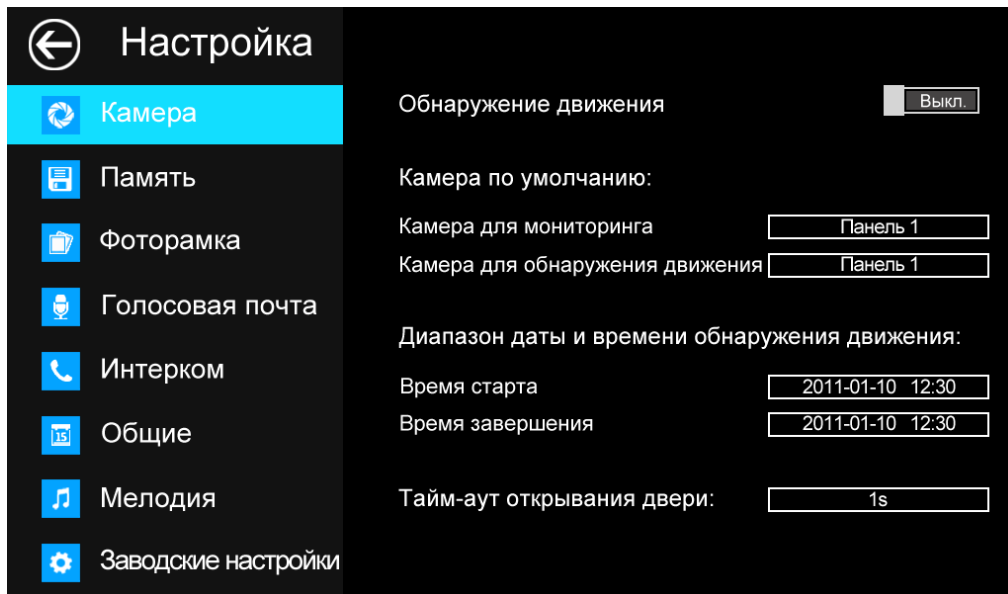 Настройка
Камера
Память
Фоторамка
Голосовая почта
Интерком
15
Общие
Мелодия
Заводские настройки
Обнаружение движения
Выкл.
Камера по умолчанию:
Камера для мониторинга
Панель 1
Камера для обнаружения движения
Панель 1
Диапазон даты и времени обнаружения движения:
Время старта
2011-01-10 12:30
Время завершения
2011-01-10 12:30
Тайм-аут открывания двери:
1s